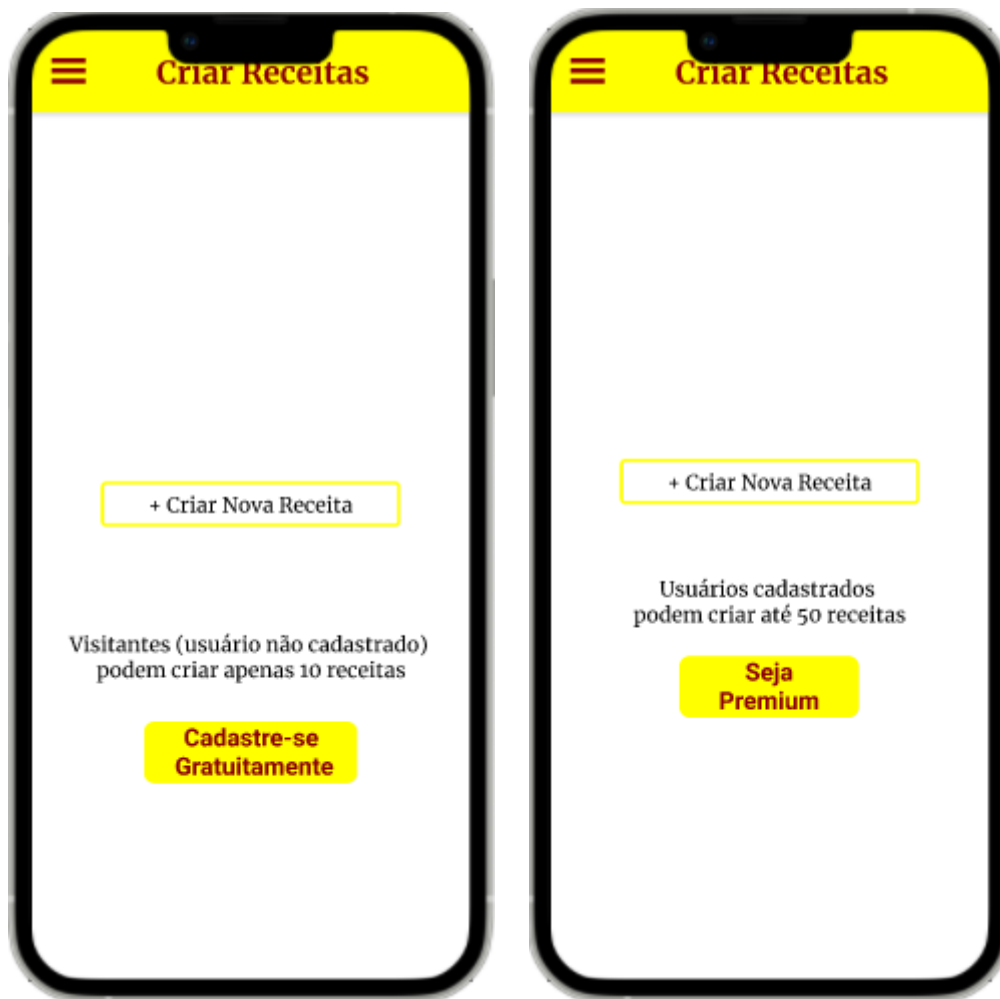 Criar Receitas
+ Criar Nova Receita
Visitantes (usuário não cadastrado)
podem criar apenas 10 receitas
Cadastre-se
Gratuitamente
Criar Receitas
+ Criar Nova Receita
Usuários cadastrados
podem criar até 50 receitas
Seja
Premium